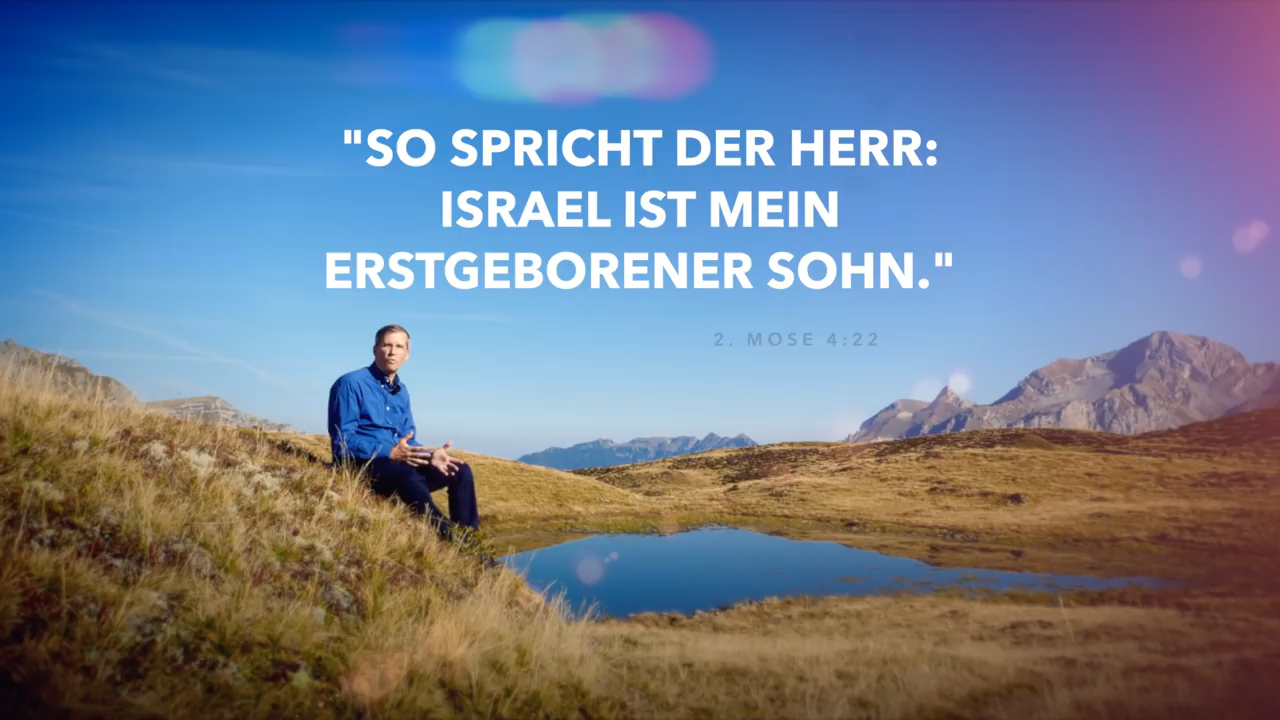 "SO SPRICHT DER HERR:
ISRAEL IST MEIN
ERSTGEBORENER SOHN."
2. MOSE 4:22